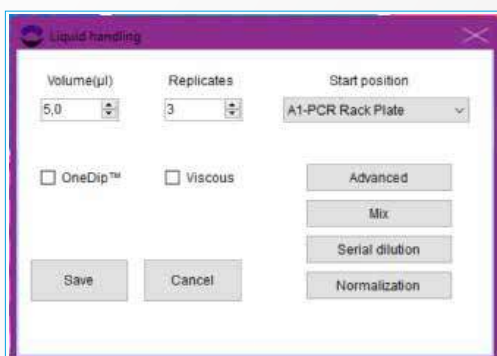 Liquid handling
Volume(µl) Replicates Start position
5,0 3 A1-PCR Rack Plate
OneDip™ Viscous Advanced
Mix
Serial dilution
Save Cancel Normalization